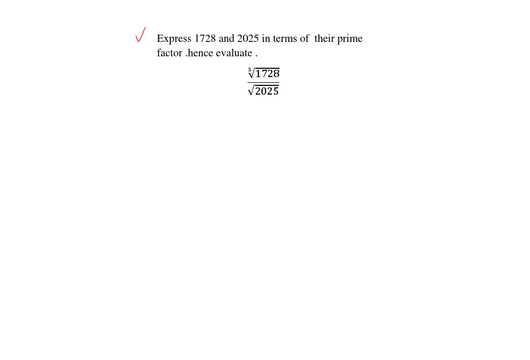 Express 1728 and 2025 in terms of  their prime
factor .hence evaluate .
∛1728
√2025